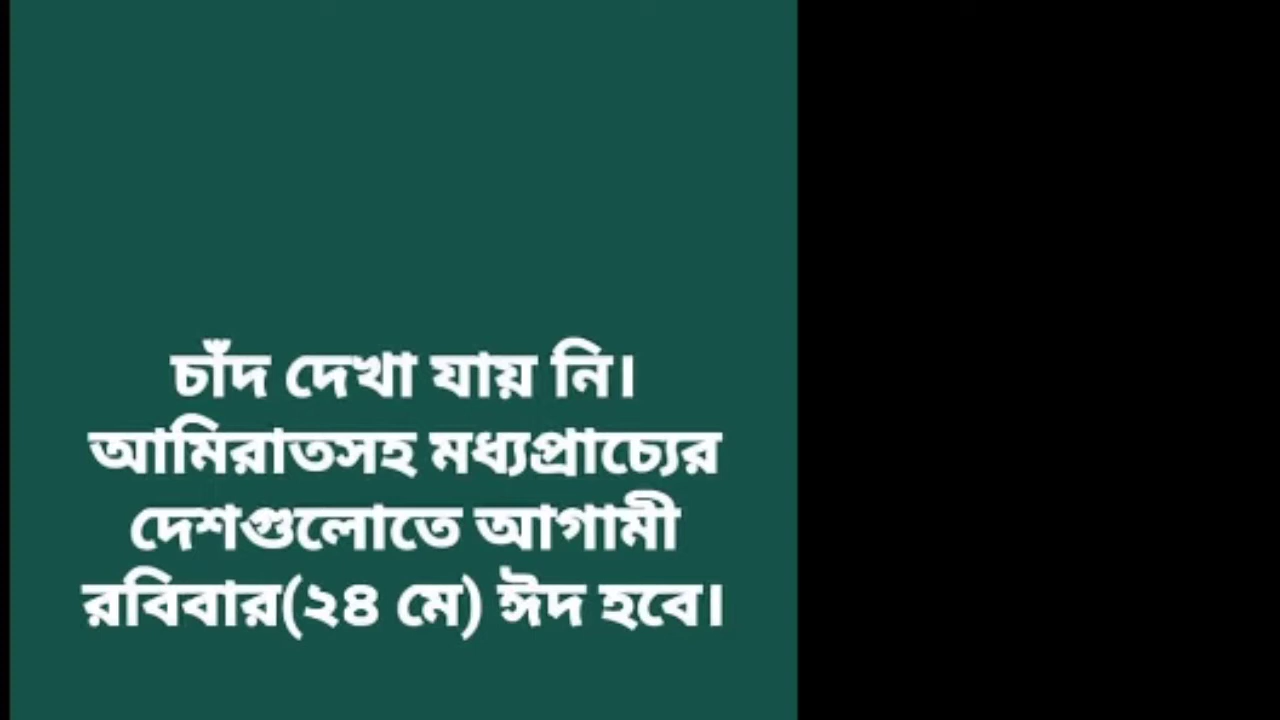 চাঁদ দেখা যায় নি।
আমিরাতসহ মধ্যপ্রাচ্যের
দেশগুলোতে আগামী
রবিবার(২৪ মে) ঈদ হবে।